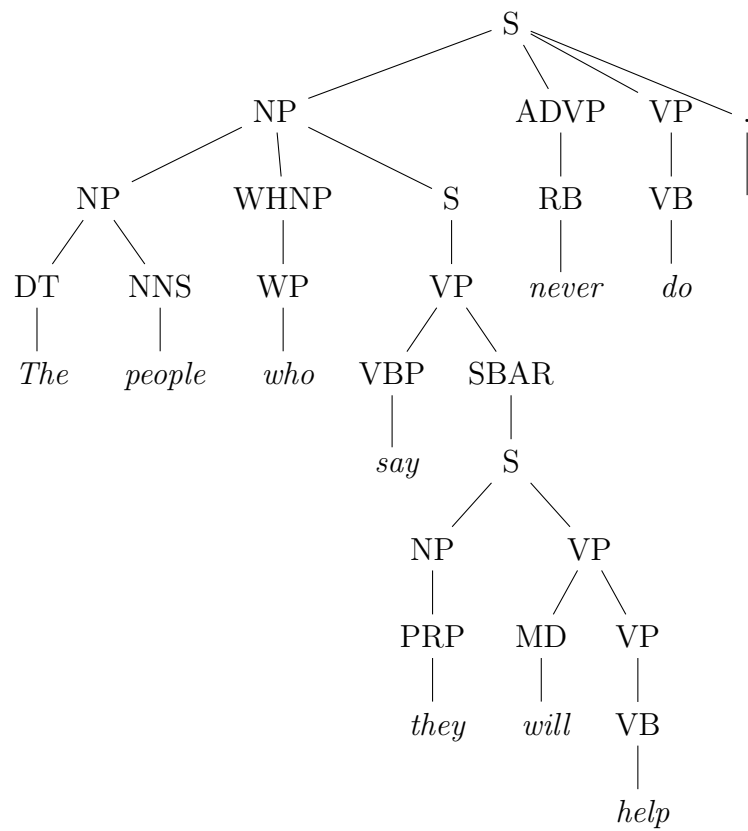 S
NP ADVP VP .
NP WHNP S RB VB
DT NNS WP VP never do
The people who VBP SBAR
say S
NP VP
PRP MD VP
they will VB
help